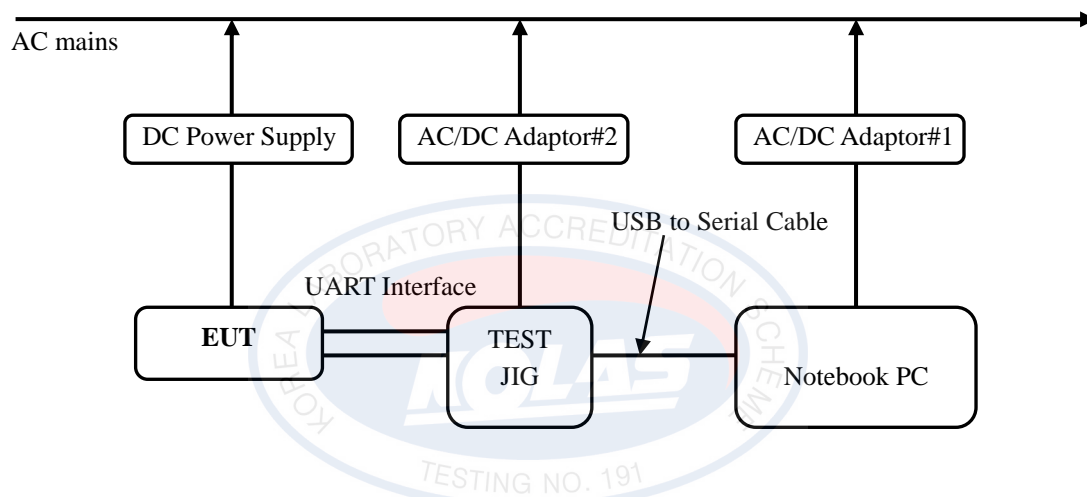 AC mains
DC Power Supply
AC/DC Adaptor#2
AC/DC Adaptor#1
USB to Serial Cable
UART Interface
EUT
TEST
JIG
Notebook PC
KOREA LABORATORY ACCREDITATION SCHEME
KOLAS
TESTING NO. 191